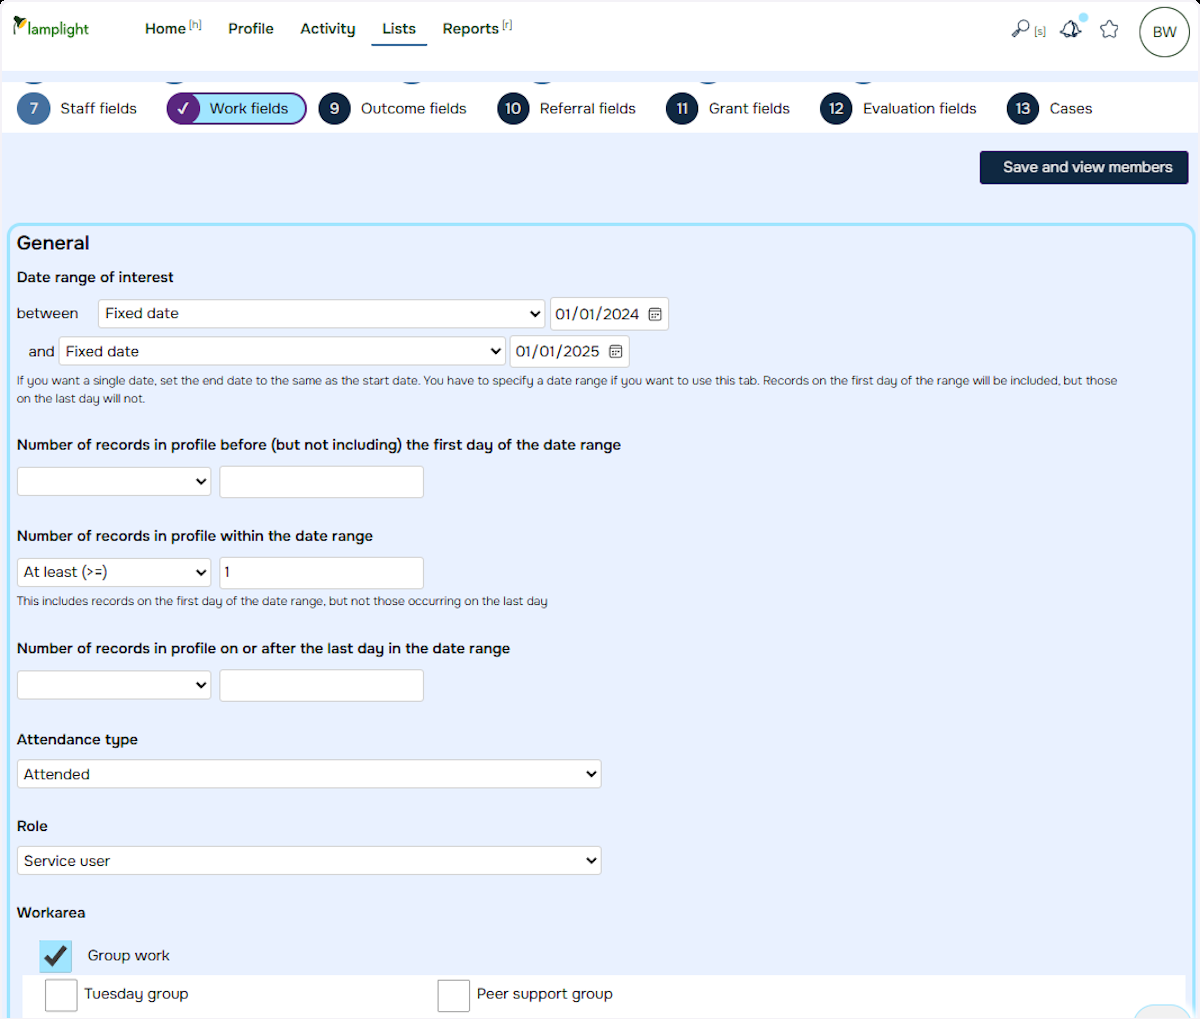 lamplight
Home [h] Profile Activity Lists Reports [r] [s] BW
7 Staff fields Work fields 9 Outcome fields 10 Referral fields 11 Grant fields 12 Evaluation fields 13 Cases
Save and view members
General
Date range of interest
between Fixed date 01/01/2024
and Fixed date 01/01/2025
If you want a single date, set the end date to the same as the start date. You have to specify a date range if you want to use this tab. Records on the first day of the range will be included, but those
on the last day will not.
Number of records in profile before (but not including) the first day of the date range
Number of records in profile within the date range
At least (>=) 1
This includes records on the first day of the date range, but not those occurring on the last day
Number of records in profile on or after the last day in the date range
Attendance type
Attended
Role
Service user
Workarea
Group work
Tuesday group Peer support group